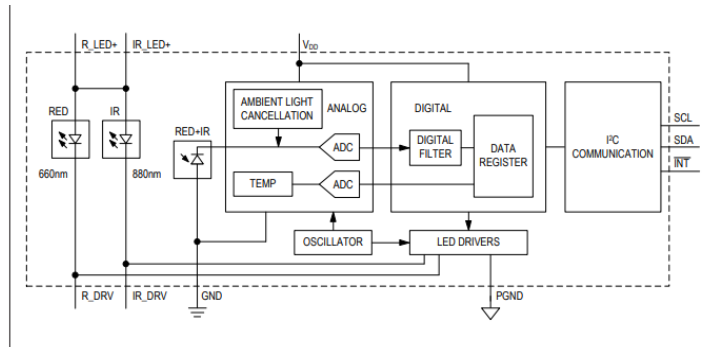 R_LED+
IR_LED+
VDD
RED
IR
660nm
880nm
RED+IR
AMBIENT LIGHT
CANCELLATION
ANALOG
ADC
TEMP
ADC
DIGITAL
DIGITAL
FILTER
DATA
REGISTER
I²C
COMMUNICATION
SCL
SDA
INT
OSCILLATOR
LED DRIVERS
R_DRV
IR_DRV
GND
PGND